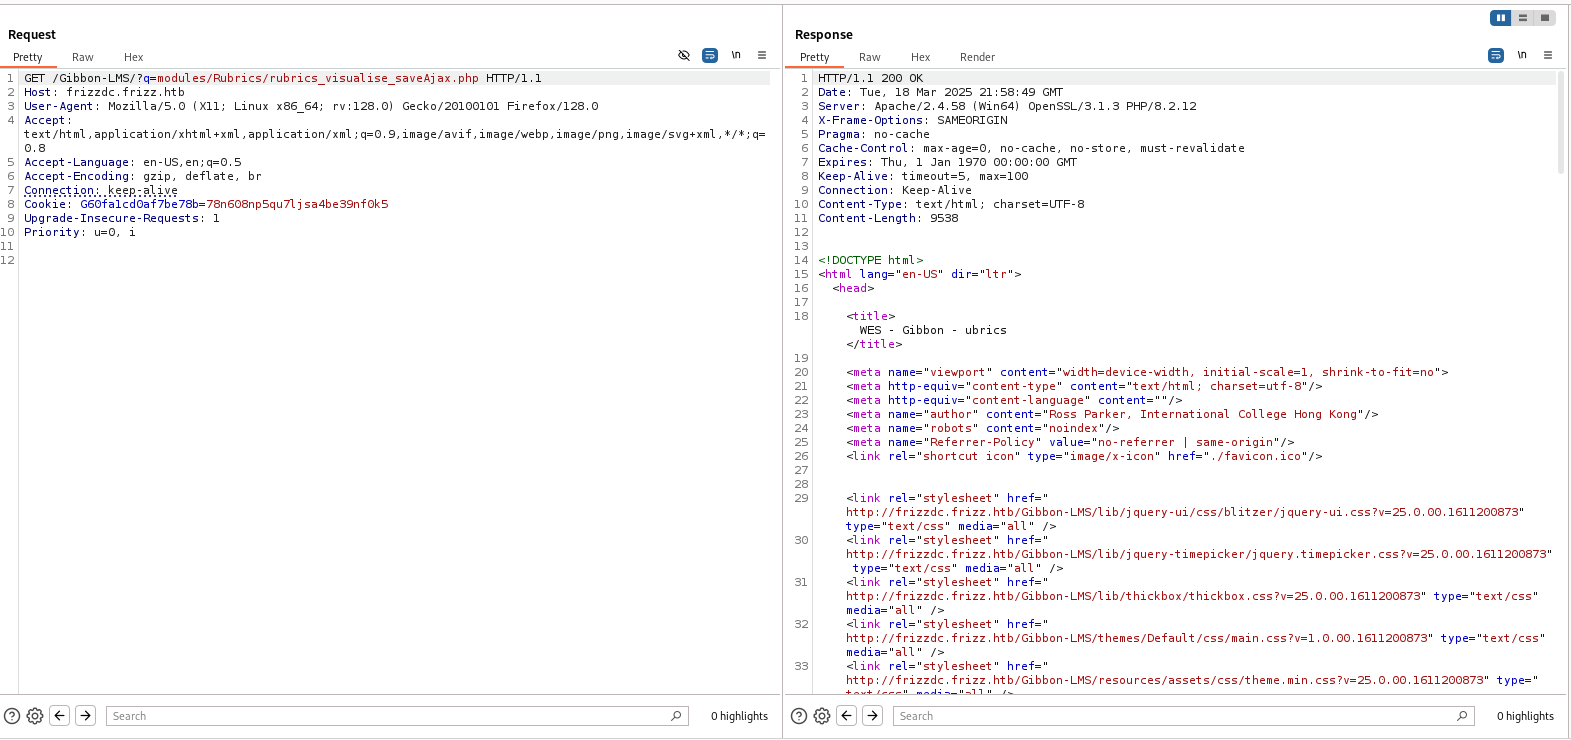 Request
Pretty Raw Hex
\n
1 GET /Gibbon-LMS/?q=modules/Rubrics/rubrics_visualise_saveAjax.php HTTP/1.1
2 Host: frizzdc.frizz.htb
3 User-Agent: Mozilla/5.0 (X11; Linux x86_64; rv:128.0) Gecko/20100101 Firefox/128.0
4 Accept:
text/html,application/xhtml+xml,application/xml;q=0.9,image/avif,image/webp,image/png,image/svg+xml,*/*;q=
0.8
5 Accept-Language: en-US,en;q=0.5
6 Accept-Encoding: gzip, deflate, br
7 Connection: keep-alive
8 Cookie: G60fa1cd0af7be78b=78n608np5qu7ljsa4be39nf0k5
9 Upgrade-Insecure-Requests: 1
10 Priority: u=0, i
11
12
Search
0 highlights
Response
Pretty Raw Hex Render
\n
1 HTTP/1.1 200 OK
2 Date: Tue, 18 Mar 2025 21:58:49 GMT
3 Server: Apache/2.4.58 (Win64) OpenSSL/3.1.3 PHP/8.2.12
4 X-Frame-Options: SAMEORIGIN
5 Pragma: no-cache
6 Cache-Control: max-age=0, no-cache, no-store, must-revalidate
7 Expires: Thu, 1 Jan 1970 00:00:00 GMT
8 Keep-Alive: timeout=5, max=100
9 Connection: Keep-Alive
10 Content-Type: text/html; charset=UTF-8
11 Content-Length: 9538
12
13
14 <!DOCTYPE html>
15 <html lang="en-US" dir="ltr">
16 <head>
17
18 <title>
WES - Gibbon - ubrics
</title>
19
20 <meta name="viewport" content="width=device-width, initial-scale=1, shrink-to-fit=no">
21 <meta http-equiv="content-type" content="text/html; charset=utf-8"/>
22 <meta http-equiv="content-language" content=""/>
23 <meta name="author" content="Ross Parker, International College Hong Kong"/>
24 <meta name="robots" content="noindex"/>
25 <meta name="Referrer-Policy" value="no-referrer | same-origin"/>
26 <link rel="shortcut icon" type="image/x-icon" href="./favicon.ico"/>
27
28
29 <link rel="stylesheet" href="
http://frizzdc.frizz.htb/Gibbon-LMS/lib/jquery-ui/css/blitzer/jquery-ui.css?v=25.0.00.1611200873"
type="text/css" media="all" />
30 <link rel="stylesheet" href="
http://frizzdc.frizz.htb/Gibbon-LMS/lib/jquery-timepicker/jquery.timepicker.css?v=25.0.00.1611200873"
type="text/css" media="all" />
31 <link rel="stylesheet" href="
http://frizzdc.frizz.htb/Gibbon-LMS/lib/thickbox/thickbox.css?v=25.0.00.1611200873" type="text/css"
media="all" />
32 <link rel="stylesheet" href="
http://frizzdc.frizz.htb/Gibbon-LMS/themes/Default/css/main.css?v=1.0.00.1611200873" type="text/css"
media="all" />
33 <link rel="stylesheet" href="
http://frizzdc.frizz.htb/Gibbon-LMS/resources/assets/css/theme.min.css?v=25.0.00.1611200873" type="
text/css" media="all" />
Search
0 highlights